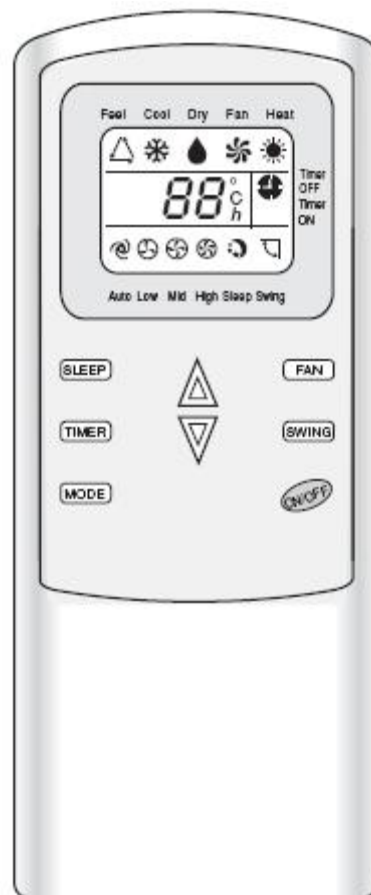 Feel Cool Dry Fan Heat
88°C
h
Timer
OFF
Timer
ON
Auto Low Mid High Sleep Swing
SLEEP FAN
TIMER SWING
MODE ON/OFF